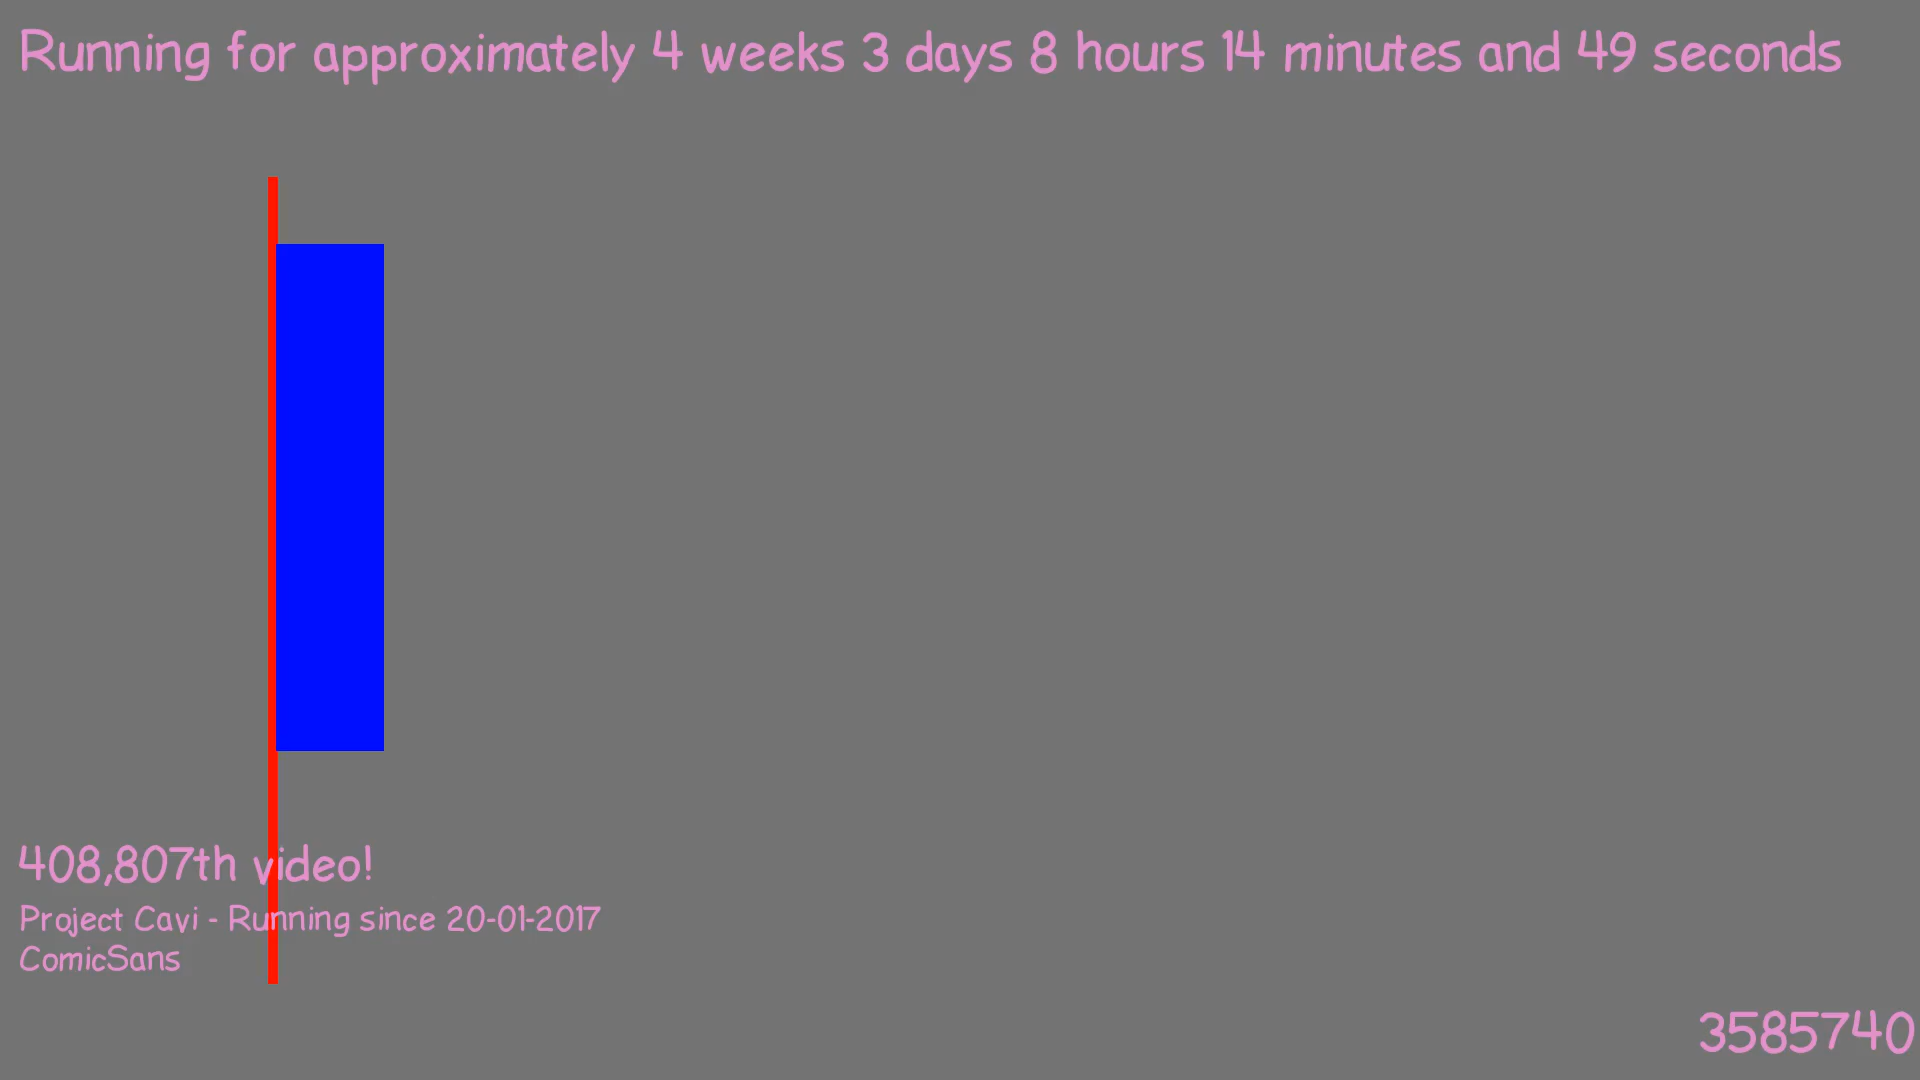 Running for approximately 4 weeks 3 days 8 hours 14 minutes and 49 seconds
408,807th video!
Project Cavi - Running since 20-01-2017
ComicSans
3585740